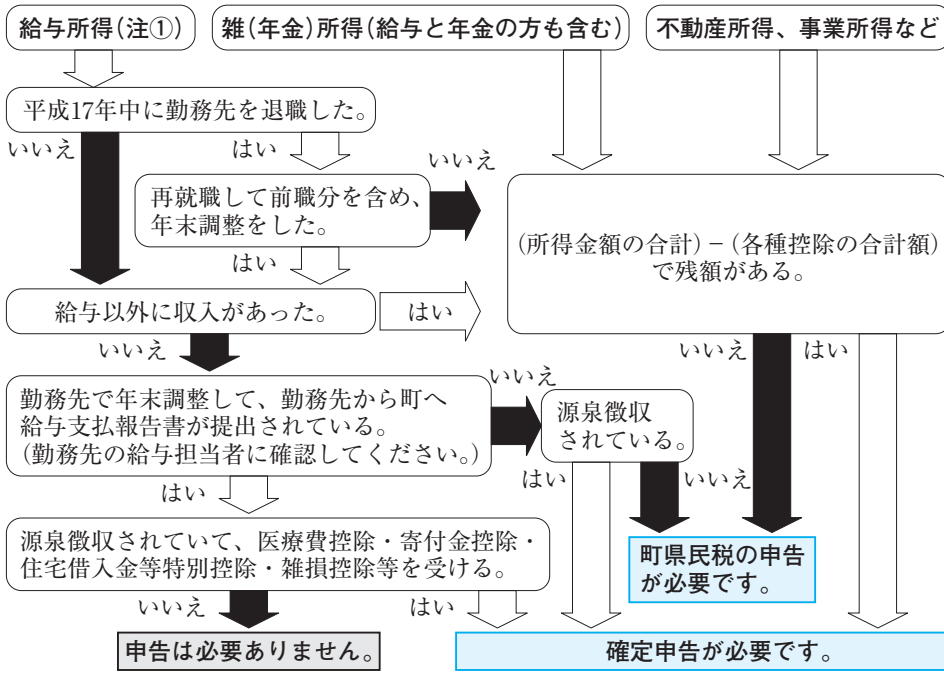 給与所得(注①)
雑(年金)所得(給与と年金の方も含む)
不動産所得、事業所得など
平成17年中に勤務先を退職した。
いいえ
はい
いいえ
再就職して前職分を含め、
年末調整をした。
はい
(所得金額の合計)−(各種控除の合計額)
で残額がある。
給与以外に収入があった。
はい
いいえ
いいえ
はい
勤務先で年末調整して、勤務先から町へ
給与支払報告書が提出されている。
(勤務先の給与担当者に確認してください。)
いいえ
源泉徴収
されている。
はい
はい
いいえ
源泉徴収されていて、医療費控除・寄付金控除・
住宅借入金等特別控除・雑損控除等を受ける。
町県民税の申告
が必要です。
いいえ
はい
申告は必要ありません。
確定申告が必要です。